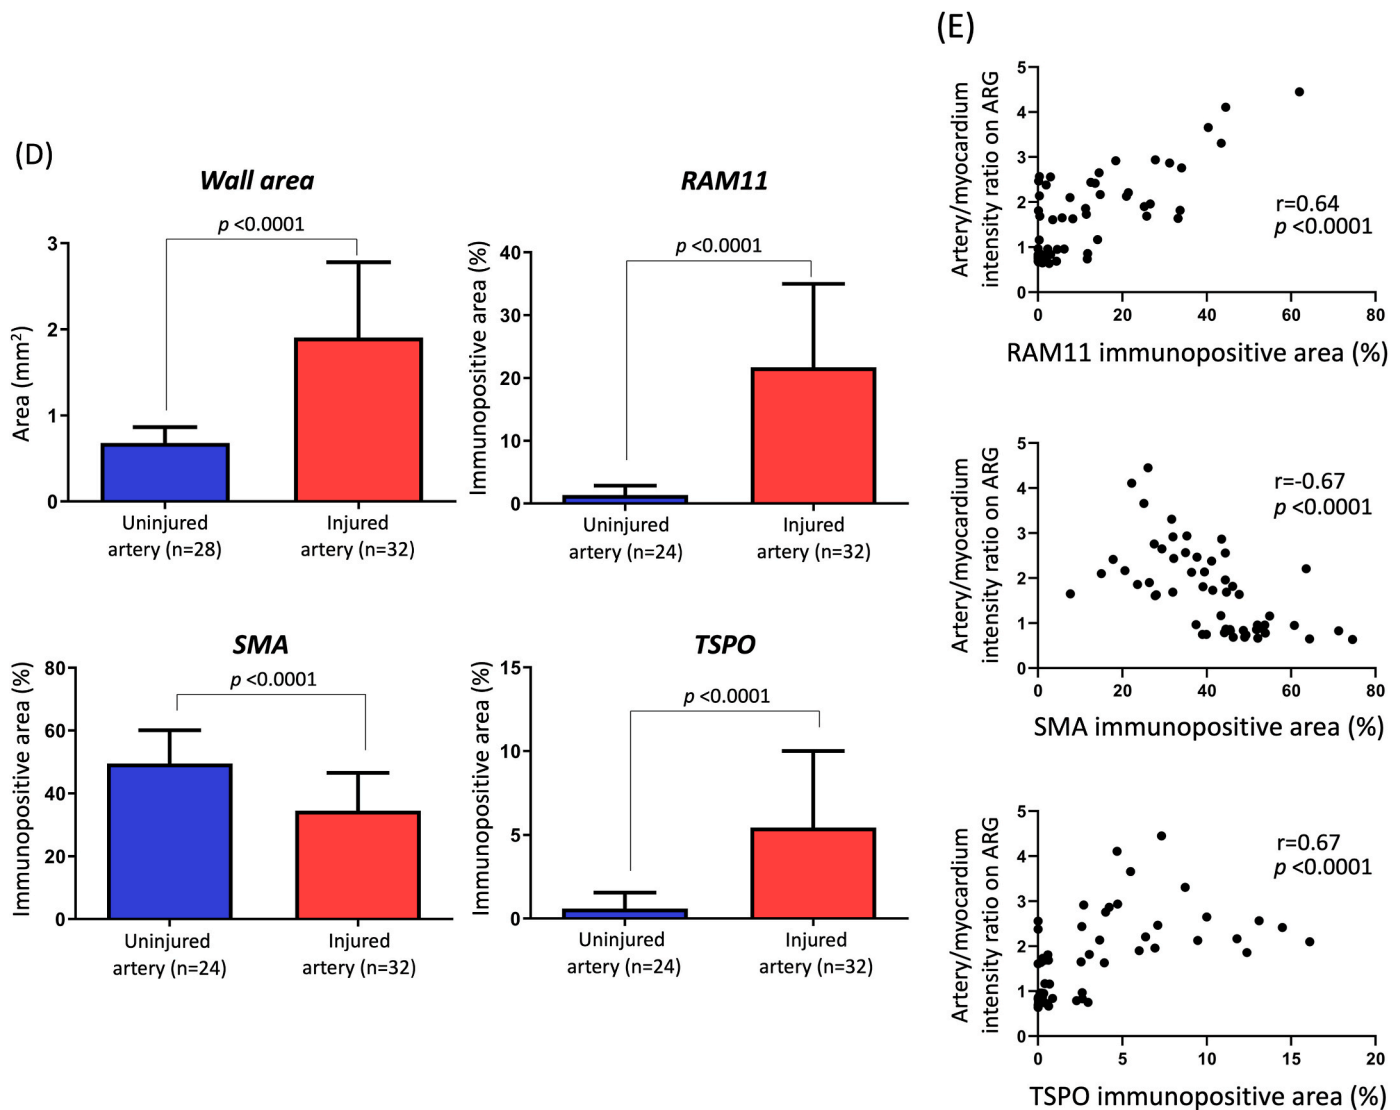 (D)
Wall area
p <0.0001
Area (mm²)
3
2
1
0
Uninjured
artery (n=28)
Injured
artery (n=32)
RAM11
p <0.0001
Immunopositive area (%)
40
30
20
10
0
Uninjured
artery (n=24)
Injured
artery (n=32)
SMA
p <0.0001
Immunopositive area (%)
80
60
40
20
0
Uninjured
artery (n=24)
Injured
artery (n=32)
TSPO
p <0.0001
Immunopositive area (%)
15
10
5
0
Uninjured
artery (n=24)
Injured
artery (n=32)
(E)
Artery/myocardium
intensity ratio on ARG
5
4
3
2
1
0
r=0.64
p <0.0001
0 20 40 60 80
RAM11 immunopositive area (%)
Artery/myocardium
intensity ratio on ARG
5
4
3
2
1
0
r=-0.67
p <0.0001
0 20 40 60 80
SMA immunopositive area (%)
Artery/myocardium
intensity ratio on ARG
5
4
3
2
1
0
r=0.67
p <0.0001
0 5 10 15 20
TSPO immunopositive area (%)